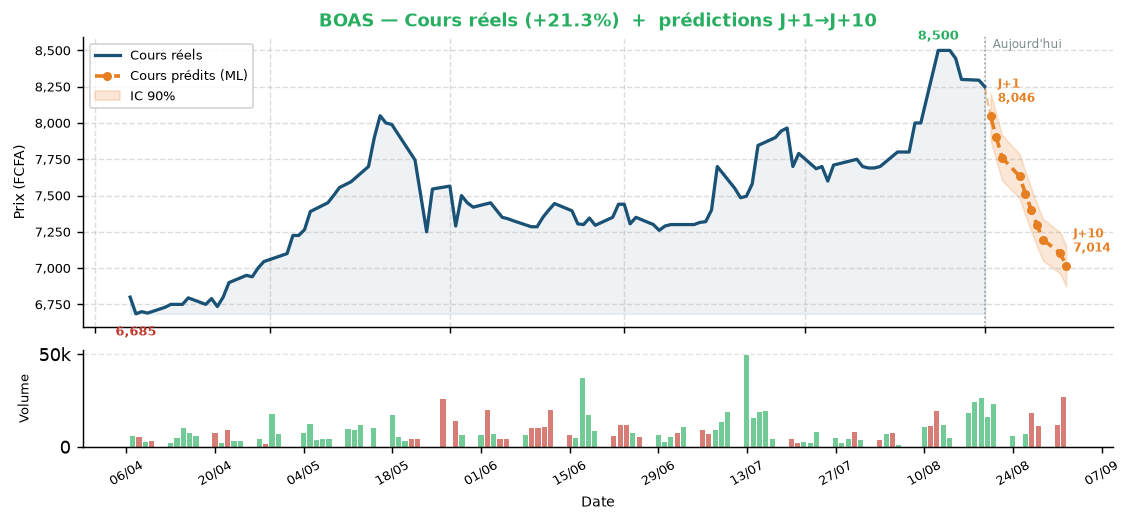 BOAS — Cours réels (+21.3%)  +  prédictions J+1→J+10
8,500
Aujourd'hui
Cours réels
Cours prédits (ML)
IC 90%
J+1
8,046
J+10
7,014
6,685
Prix (FCFA)
8,500
8,250
8,000
7,750
7,500
7,250
7,000
6,750
Volume
50k
0
06/04
20/04
04/05
18/05
01/06
15/06
29/06
13/07
27/07
10/08
24/08
07/09
Date